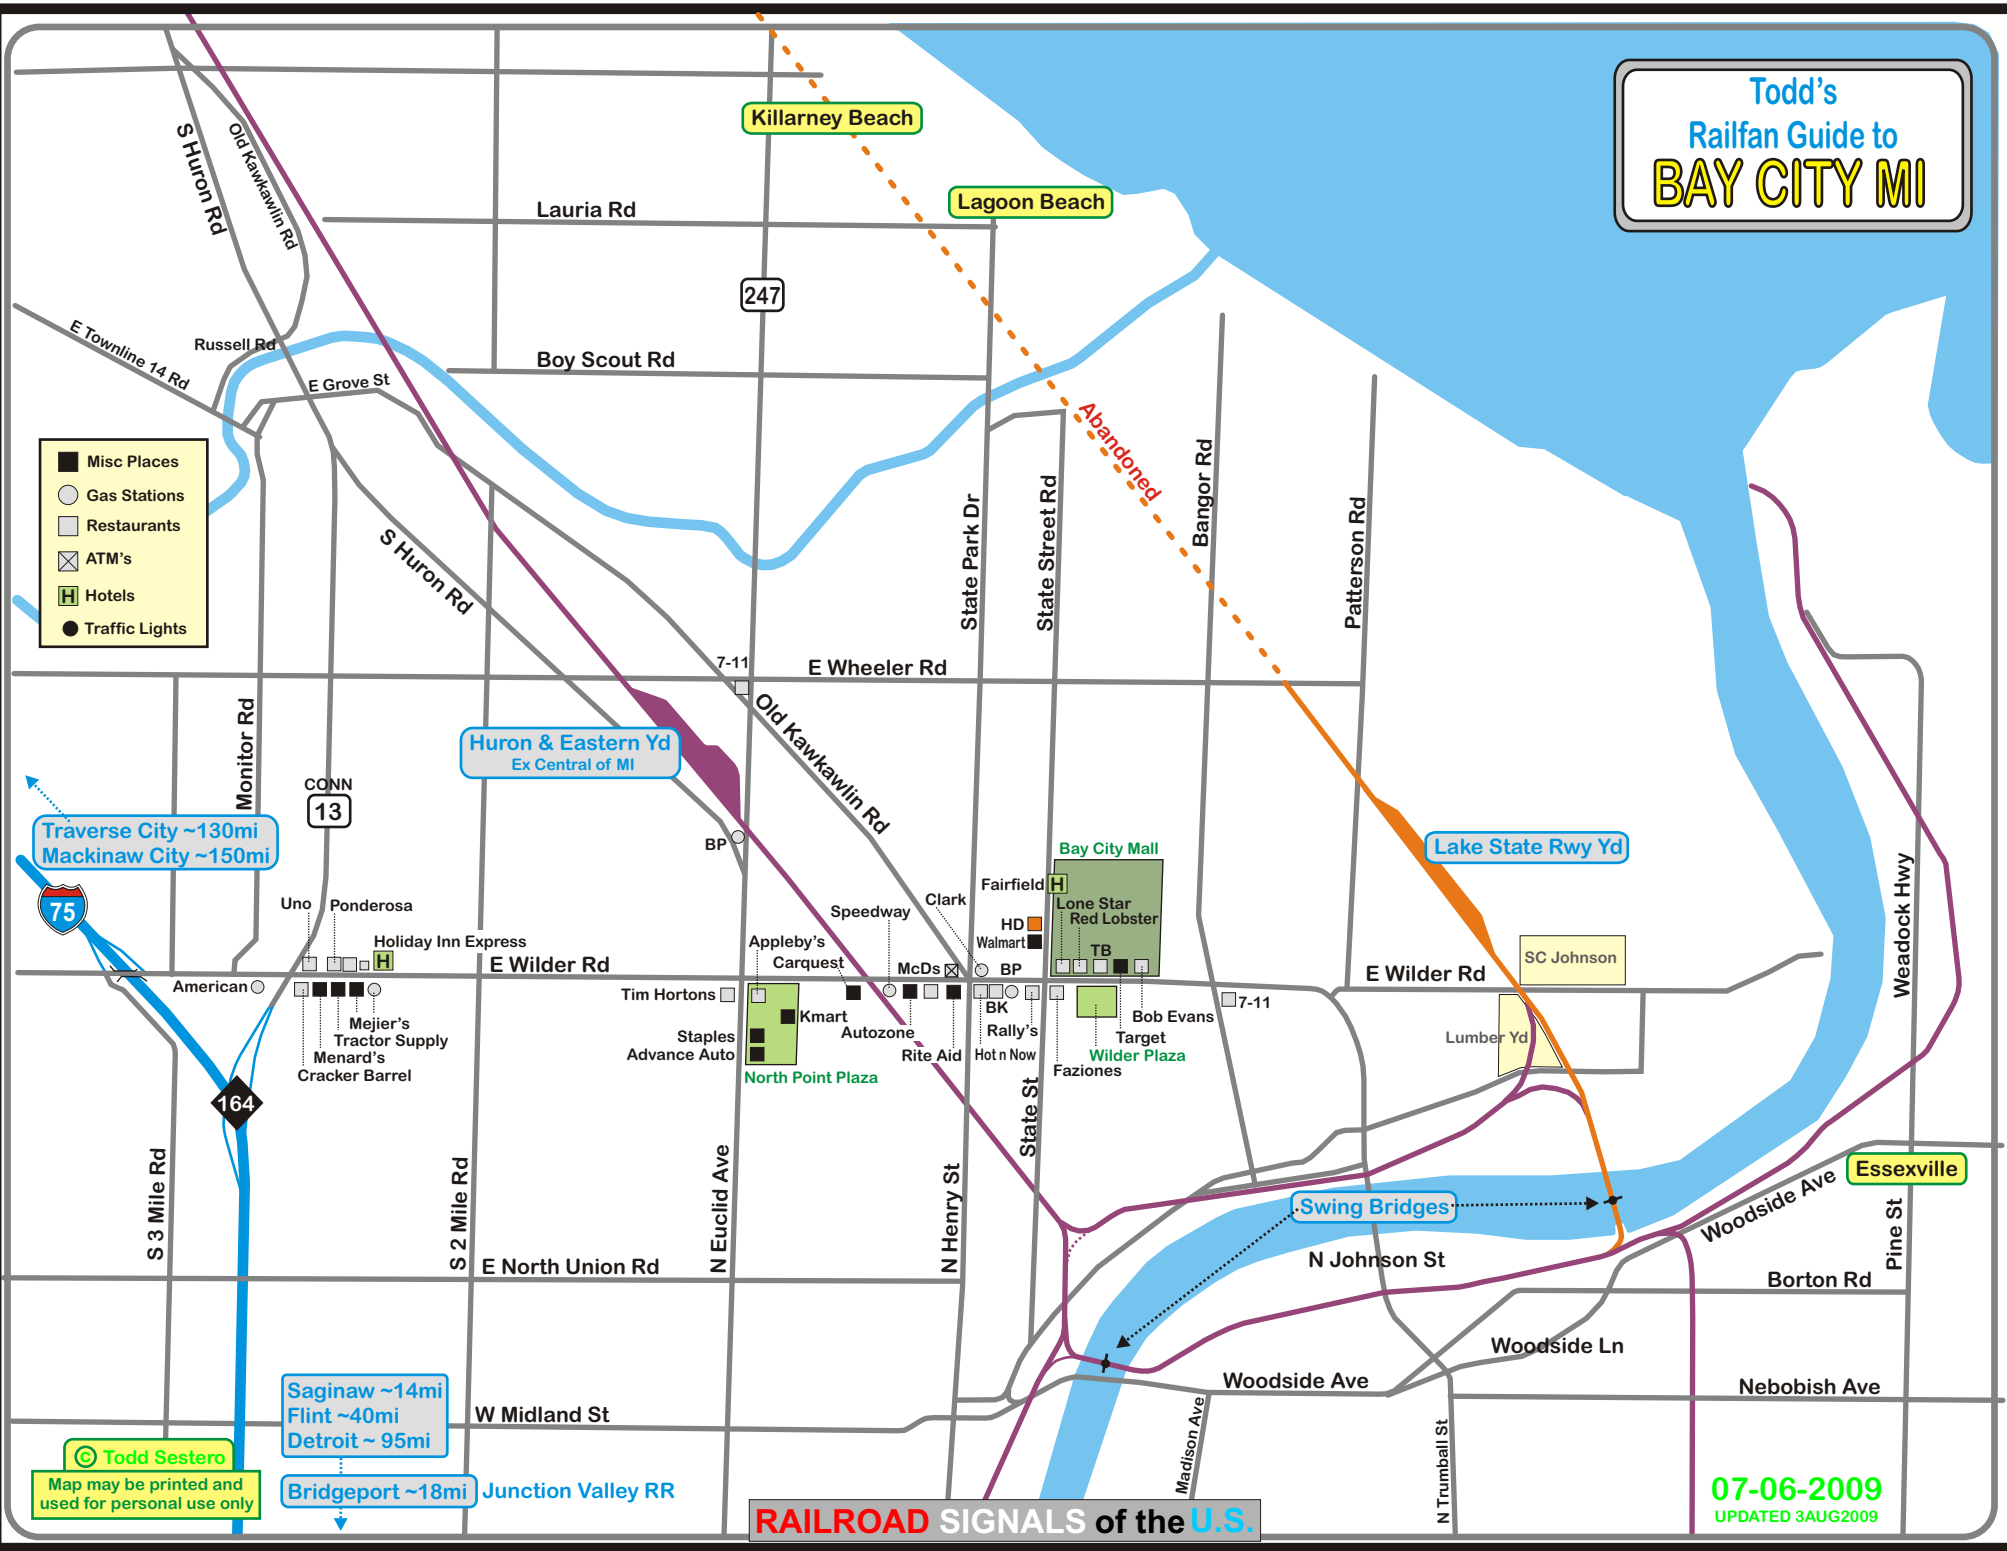 Todd's
Railfan Guide to
BAY CITY MI
Killarney Beach
Lagoon Beach
S Huron Rd
Old Kawkawlin Rd
Lauria Rd
247
E Townline 14 Rd
Russell Rd
E Grove St
Boy Scout Rd
Abandoned
Bangor Rd
Patterson Rd
State Park Dr
State Street Rd
Misc Places
Gas Stations
Restaurants
ATM's
H Hotels
Traffic Lights
S Huron Rd
7-11
E Wheeler Rd
Old Kawkawlin Rd
Monitor Rd
Huron & Eastern Yd
Ex Central of MI
CONN
13
Traverse City ~130mi
Mackinaw City ~150mi
75
BP
Bay City Mall
Lake State Rwy Yd
Weadock Hwy
Fairfield H
Lone Star
Red Lobster
HD
Walmart
TB
Clark
Speedway
Uno
Ponderosa
Holiday Inn Express
H
E Wilder Rd
Appleby's
Carquest
McDs
BP
E Wilder Rd
SC Johnson
American
Tim Hortons
Kmart
Autozone
BK
Rally's
Bob Evans
7-11
Mejier's
Tractor Supply
Menard's
Cracker Barrel
Staples
Advance Auto
Rite Aid
Hot n Now
Target
Wilder Plaza
Faziones
Lumber Yd
North Point Plaza
164
State St
S 3 Mile Rd
S 2 Mile Rd
N Euclid Ave
N Henry St
Essexville
Swing Bridges
Woodside Ave
Pine St
E North Union Rd
N Johnson St
Borton Rd
Woodside Ln
Woodside Ave
Nebobish Ave
Saginaw ~14mi
Flint ~40mi
Detroit ~ 95mi
W Midland St
Madison Ave
N Trumball St
© Todd Sestero
Map may be printed and
used for personal use only
Bridgeport ~18mi
Junction Valley RR
RAILROAD SIGNALS of the U.S.
07-06-2009
UPDATED 3AUG2009